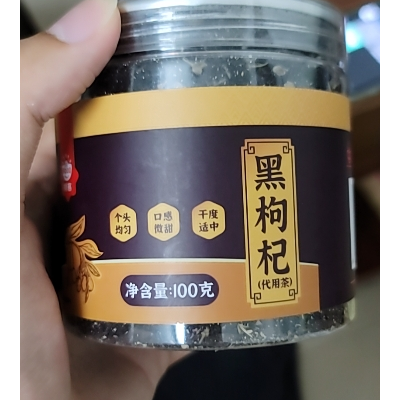 黑枸杞
(代用茶)
个头
均匀
口感
微甜
干度
适中
净含量:100克